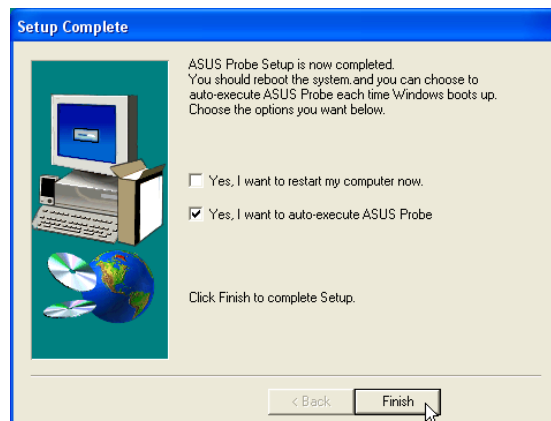 Setup Complete
ASUS Probe Setup is now completed.
You should reboot the system.and you can choose to
auto-execute ASUS Probe each time Windows boots up.
Choose the options you want below.
Yes, I want to restart my computer now.
Yes, I want to auto-execute ASUS Probe
Click Finish to complete Setup.
< Back Finish